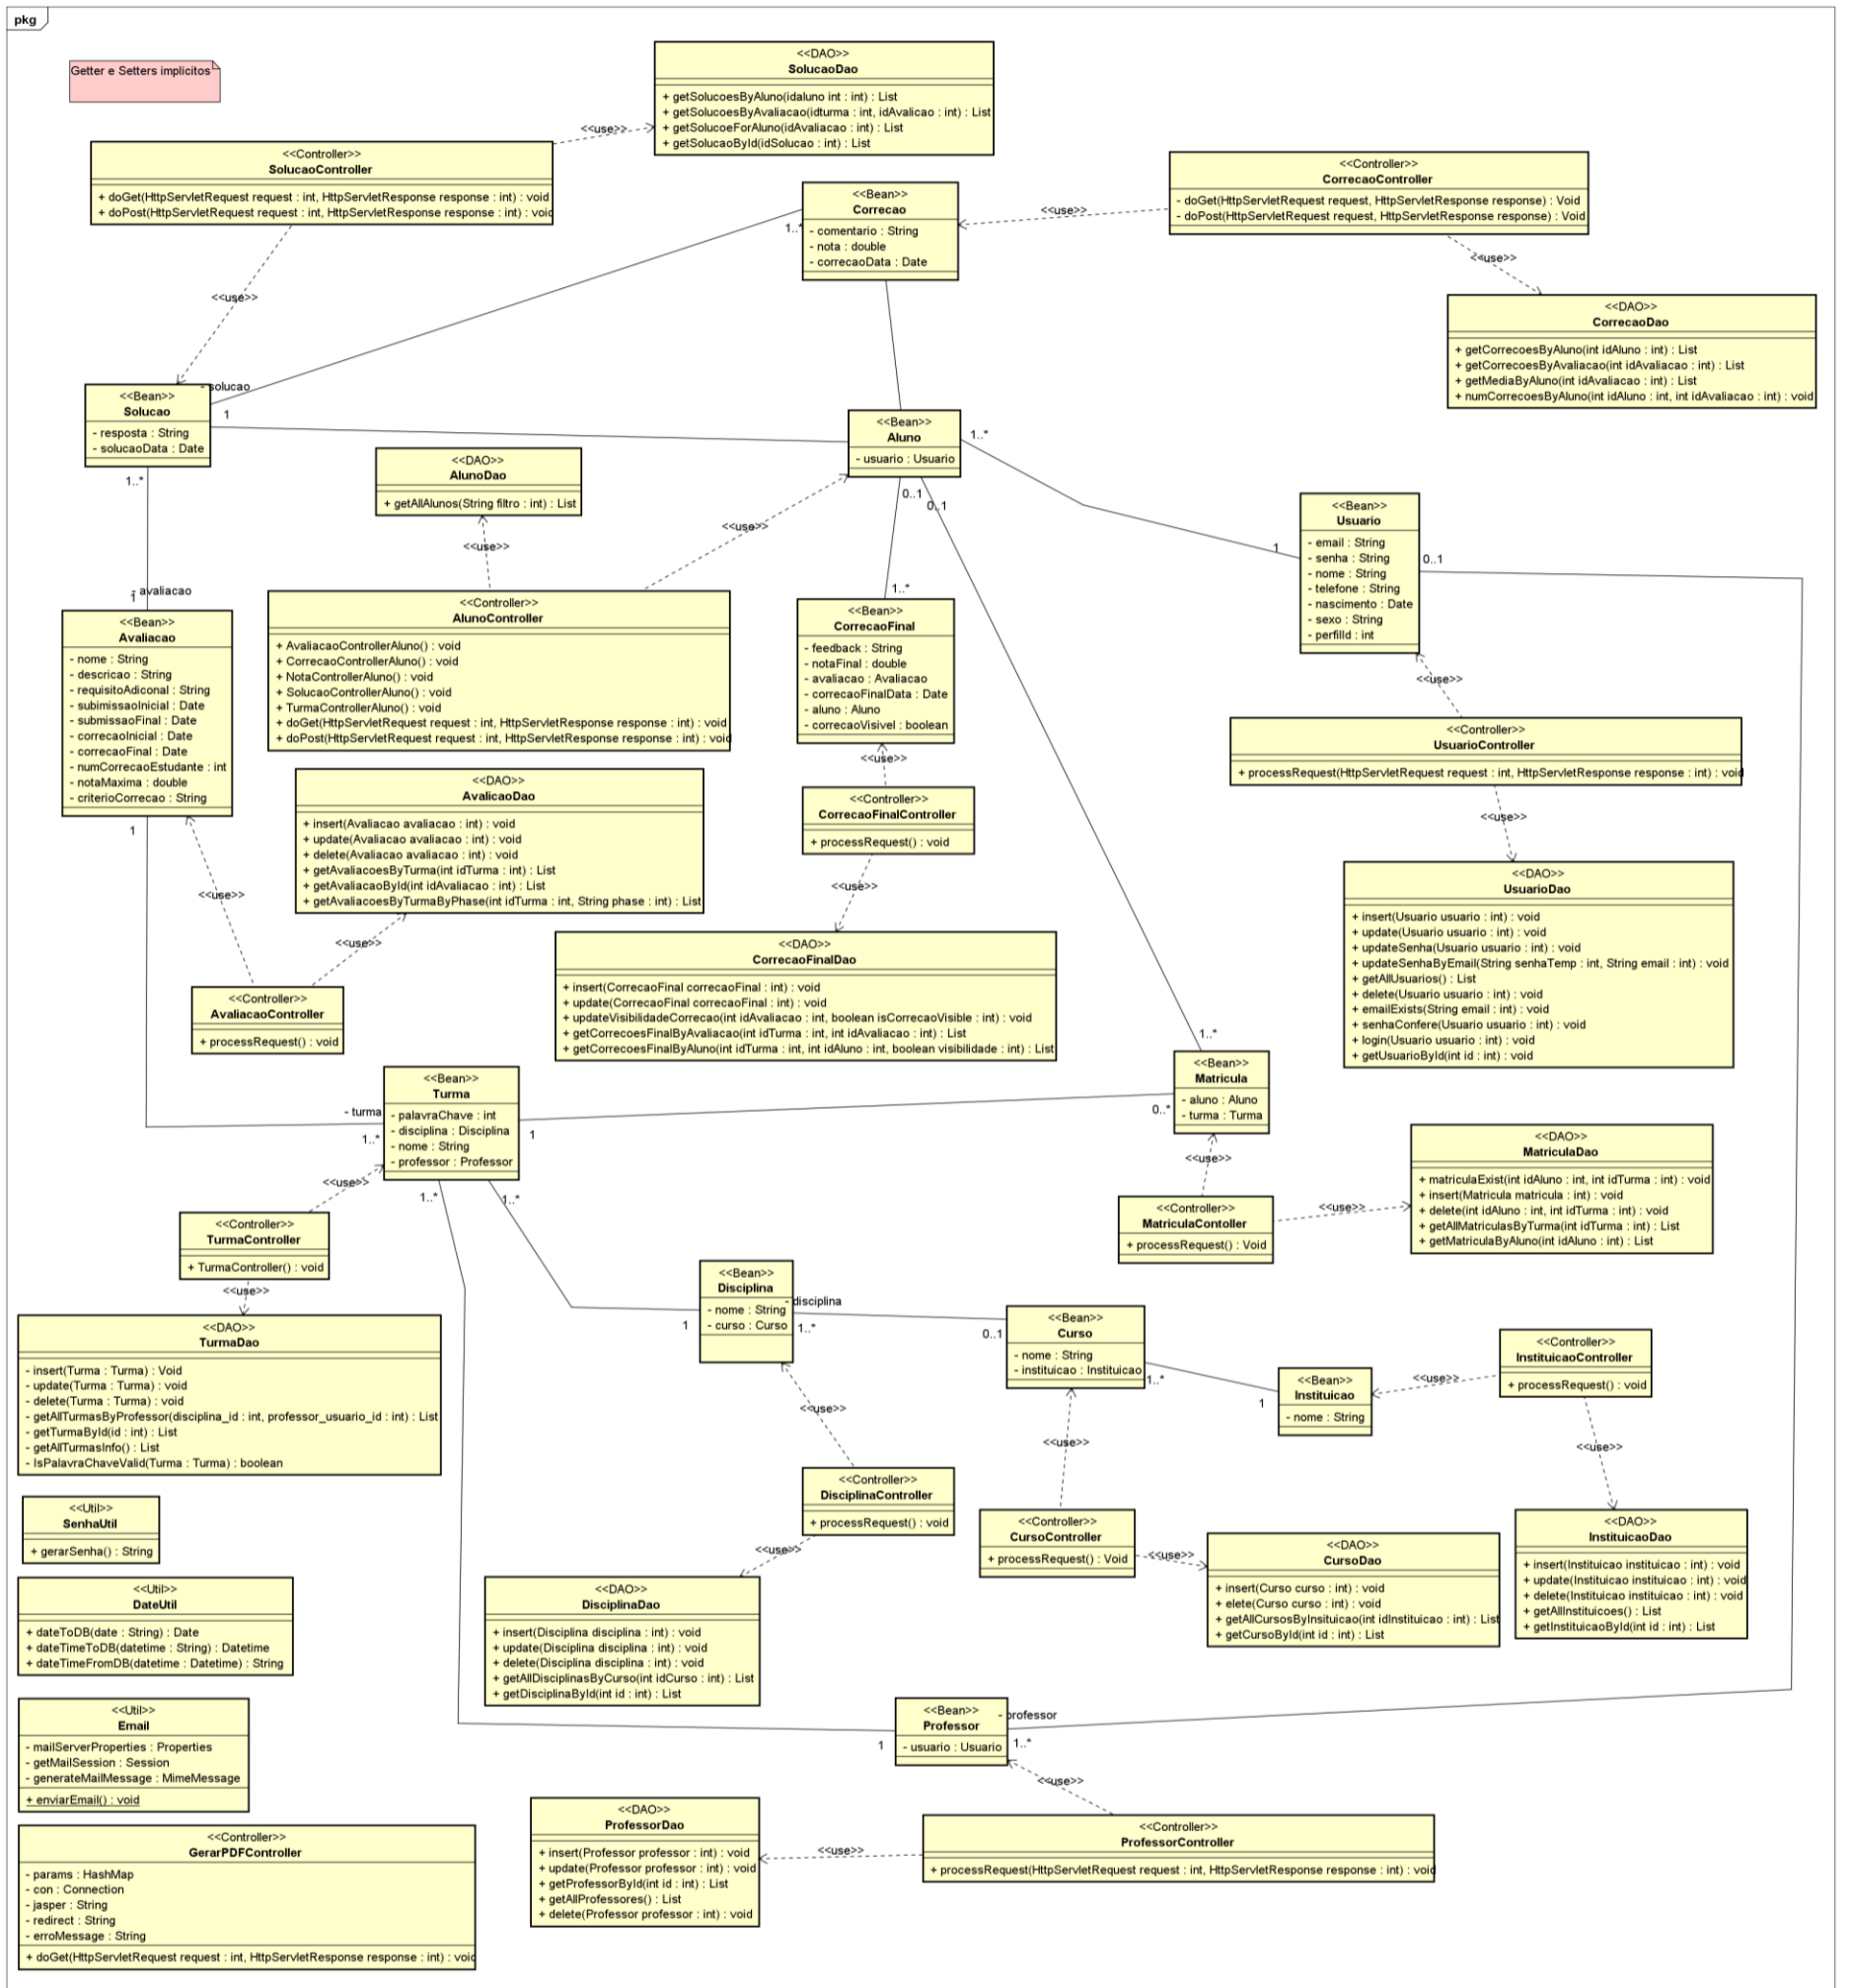 pkg
Getter e Setters implícitos
<<DAO>>
SolucaoDao
+ getSolucoesByAluno(idaluno int : int) : List
+ getSolucoesByAvaliacao(idturma : int, idAvalicao : int) : List
+ getSolucoeForAluno(idAvaliacao : int) : List
+ getSolucaoById(idSolucao : int) : List
<<use>>
<<Controller>>
SolucaoController
+ doGet(HttpServletRequest request : int, HttpServletResponse response : int) : void
+ doPost(HttpServletRequest request : int, HttpServletResponse response : int) : void
<<use>>
<<Bean>>
Correcao
- comentario : String
- nota : double
- correcaoData : Date
1..*
<<use>>
<<Controller>>
CorrecaoController
- doGet(HttpServletRequest request, HttpServletResponse response) : Void
- doPost(HttpServletRequest request, HttpServletResponse response) : Void
<<use>>
<<DAO>>
CorrecaoDao
+ getCorrecoesByAluno(int idAluno : int) : List
+ getCorrecoesByAvaliacao(int idAvaliacao : int) : List
+ getMediaByAluno(int idAvaliacao : int) : List
+ numCorrecoesByAluno(int idAluno : int, int idAvaliacao : int) : void
<<Bean>>
Solucao
- resposta : String
- solucaoData : Date
- solucao
1
1..*
<<Bean>>
Aluno
- usuario : Usuario
1..*
0..1
0..1
<<DAO>>
AlunoDao
+ getAllAlunos(String filtro : int) : List
<<use>>
<<use>>
<<Bean>>
Usuario
- email : String
- senha : String
- nome : String
- telefone : String
- nascimento : Date
- sexo : String
- perfilId : int
1
0..1
<<use>>
- avaliacao
1
<<Bean>>
Avaliacao
- nome : String
- descricao : String
- requisitoAdiconal : String
- subimissaoInicial : Date
- submissaoFinal : Date
- correcaoInicial : Date
- correcaoFinal : Date
- numCorrecaoEstudante : int
- notaMaxima : double
- criterioCorrecao : String
1
<<Controller>>
AlunoController
+ AvaliacaoControllerAluno() : void
+ CorrecaoControllerAluno() : void
+ NotaControllerAluno() : void
+ SolucaoControllerAluno() : void
+ TurmaControllerAluno() : void
+ doGet(HttpServletRequest request : int, HttpServletResponse response : int) : void
+ doPost(HttpServletRequest request : int, HttpServletResponse response : int) : void
1..*
<<Bean>>
CorrecaoFinal
- feedback : String
- notaFinal : double
- avaliacao : Avaliacao
- correcaoFinalData : Date
- aluno : Aluno
- correcaoVisivel : boolean
<<use>>
<<Controller>>
UsuarioController
+ processRequest(HttpServletRequest request : int, HttpServletResponse response : int) : void
<<use>>
<<DAO>>
AvalicaoDao
+ insert(Avaliacao avaliacao : int) : void
+ update(Avaliacao avaliacao : int) : void
+ delete(Avaliacao avaliacao : int) : void
+ getAvaliacoesByTurma(int idTurma : int) : List
+ getAvaliacaoById(int idAvaliacao : int) : List
+ getAvaliacoesByTurmaByPhase(int idTurma : int, String phase : int) : List
<<Controller>>
CorrecaoFinalController
+ processRequest() : void
<<use>>
<<use>>
<<use>>
<<DAO>>
UsuarioDao
+ insert(Usuario usuario : int) : void
+ update(Usuario usuario : int) : void
+ updateSenha(Usuario usuario : int) : void
+ updateSenhaByEmail(String senhaTemp : int, String email : int) : void
+ getAllUsuarios() : List
+ delete(Usuario usuario : int) : void
+ emailExists(String email : int) : void
+ senhaConfere(Usuario usuario : int) : void
+ login(Usuario usuario : int) : void
+ getUsuarioById(int id : int) : void
<<DAO>>
CorrecaoFinalDao
+ insert(CorrecaoFinal correcaoFinal : int) : void
+ update(CorrecaoFinal correcaoFinal : int) : void
+ updateVisibilidadeCorrecao(int idAvaliacao : int, boolean isCorrecaoVisible : int) : void
+ getCorrecoesFinalByAvaliacao(int idTurma : int, int idAvaliacao : int) : List
+ getCorrecoesFinalByAluno(int idTurma : int, int idAluno : int, boolean visibilidade : int) : List
<<Controller>>
AvaliacaoController
+ processRequest() : void
1..*
<<Bean>>
Matricula
- aluno : Aluno
- turma : Turma
0..*
<<use>>
<<Bean>>
Turma
- palavraChave : int
- disciplina : Disciplina
- nome : String
- professor : Professor
- turma
1..*
1
1..*
1..*
<<use>>
<<DAO>>
MatriculaDao
+ matriculaExist(int idAluno : int, int idTurma : int) : void
+ insert(Matricula matricula : int) : void
+ delete(int idAluno : int, int idTurma : int) : void
+ getAllMatriculasByTurma(int idTurma : int) : List
+ getMatriculaByAluno(int idAluno : int) : List
<<Controller>>
MatriculaContoller
+ processRequest() : Void
<<use>>
<<Controller>>
TurmaController
+ TurmaController() : void
<<use>>
<<DAO>>
TurmaDao
- insert(Turma : Turma) : Void
- update(Turma : Turma) : void
- delete(Turma : Turma) : void
- getAllTurmasByProfessor(disciplina_id : int, professor_usuario_id : int) : List
- getTurmaById(id : int) : List
- getAllTurmasInfo() : List
- IsPalavraChaveValid(Turma : Turma) : boolean
<<Bean>>
Disciplina
- nome : String
- curso : Curso
1
- disciplina
1..*
<<use>>
0..1
<<Bean>>
Curso
- nome : String
- instituicao : Instituicao
1..*
<<use>>
<<Bean>>
Instituicao
- nome : String
1
<<use>>
<<Controller>>
InstituicaoController
+ processRequest() : void
<<use>>
<<Controller>>
DisciplinaController
+ processRequest() : void
<<use>>
<<Controller>>
CursoController
+ processRequest() : Void
<<use>>
<<DAO>>
CursoDao
+ insert(Curso curso : int) : void
+ elete(Curso curso : int) : void
+ getAllCursosByInsituicao(int idInstituicao : int) : List
+ getCursoById(int id : int) : List
<<DAO>>
InstituicaoDao
+ insert(Instituicao instituicao : int) : void
+ update(Instituicao instituicao : int) : void
+ delete(Instituicao instituicao : int) : void
+ getAllInstituicoes() : List
+ getInstituicaoById(int id : int) : List
<<Util>>
SenhaUtil
+ gerarSenha() : String
<<Util>>
DateUtil
+ dateToDB(date : String) : Date
+ dateTimeToDB(datetime : String) : Datetime
+ dateTimeFromDB(datetime : Datetime) : String
<<DAO>>
DisciplinaDao
+ insert(Disciplina disciplina : int) : void
+ update(Disciplina disciplina : int) : void
+ delete(Disciplina disciplina : int) : void
+ getAllDisciplinasByCurso(int idCurso : int) : List
+ getDisciplinaById(int id : int) : List
<<Util>>
Email
- mailServerProperties : Properties
- getMailSession : Session
- generateMailMessage : MimeMessage
+ enviarEmail() : void
<<Bean>>
Professor
- usuario : Usuario
1
- professor
1..*
<<use>>
<<DAO>>
ProfessorDao
+ insert(Professor professor : int) : void
+ update(Professor professor : int) : void
+ getProfessorById(int id : int) : List
+ getAllProfessores() : List
+ delete(Professor professor : int) : void
<<use>>
<<Controller>>
ProfessorController
+ processRequest(HttpServletRequest request : int, HttpServletResponse response : int) : void
<<Controller>>
GerarPDFController
- params : HashMap
- con : Connection
- jasper : String
- redirect : String
- erroMessage : String
+ doGet(HttpServletRequest request : int, HttpServletResponse response : int) : void